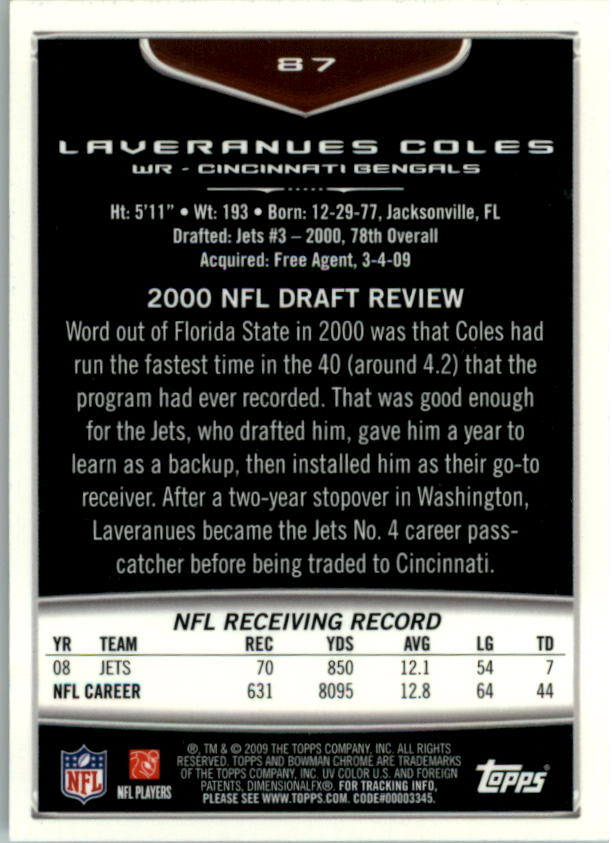 87
LAVERANUES COLES
WR - CINCINNATI BENGALS
Ht: 5'11" • Wt: 193 • Born: 12-29-77, Jacksonville, FL
Drafted: Jets #3 – 2000, 78th Overall
Acquired: Free Agent, 3-4-09
2000 NFL DRAFT REVIEW
Word out of Florida State in 2000 was that Coles had
run the fastest time in the 40 (around 4.2) that the
program had ever recorded. That was good enough
for the Jets, who drafted him, gave him a year to
learn as a backup, then installed him as their go-to
receiver. After a two-year stopover in Washington,
Laveranues became the Jets No. 4 career pass-
catcher before being traded to Cincinnati.
NFL RECEIVING RECORD
YR TEAM REC YDS AVG LG TD
08 JETS 70 850 12.1 54 7
NFL CAREER 631 8095 12.8 64 44
®, TM & © 2009 THE TOPPS COMPANY, INC. ALL RIGHTS
RESERVED. TOPPS AND BOWMAN CHROME ARE TRADEMARKS
OF THE TOPPS COMPANY, INC. UV COLOR U.S. AND FOREIGN
PATENTS, DIMENSIONALFX®. FOR TRACKING INFO,
PLEASE SEE WWW.TOPPS.COM. CODE#00003345.
NFL
NFL PLAYERS
TOPPS®